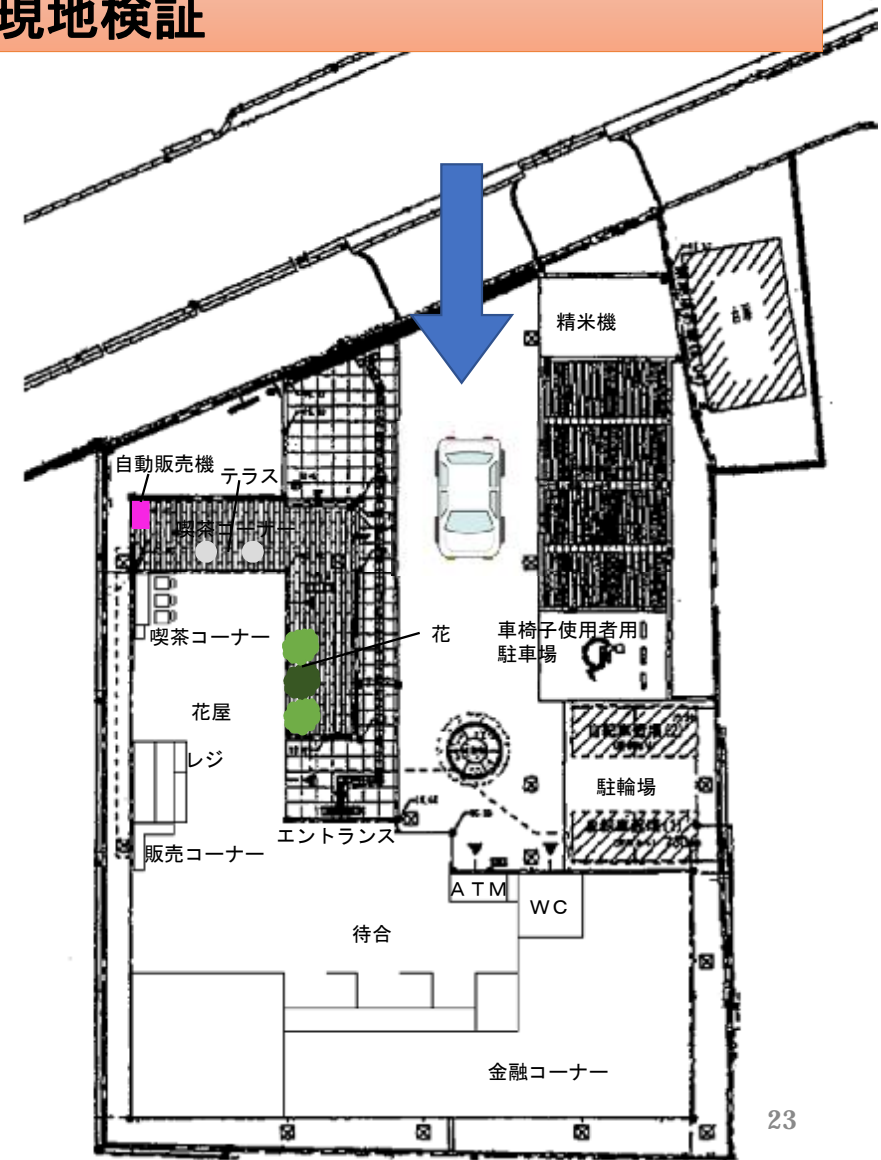 現地検証
精米機
自動販売機
テラス
喫茶コーナー
喫茶コーナー
花
車椅子使用者用
駐車場
花屋
レジ
駐輪場
エントランス
販売コーナー
ATM
WC
待合
金融コーナー
23